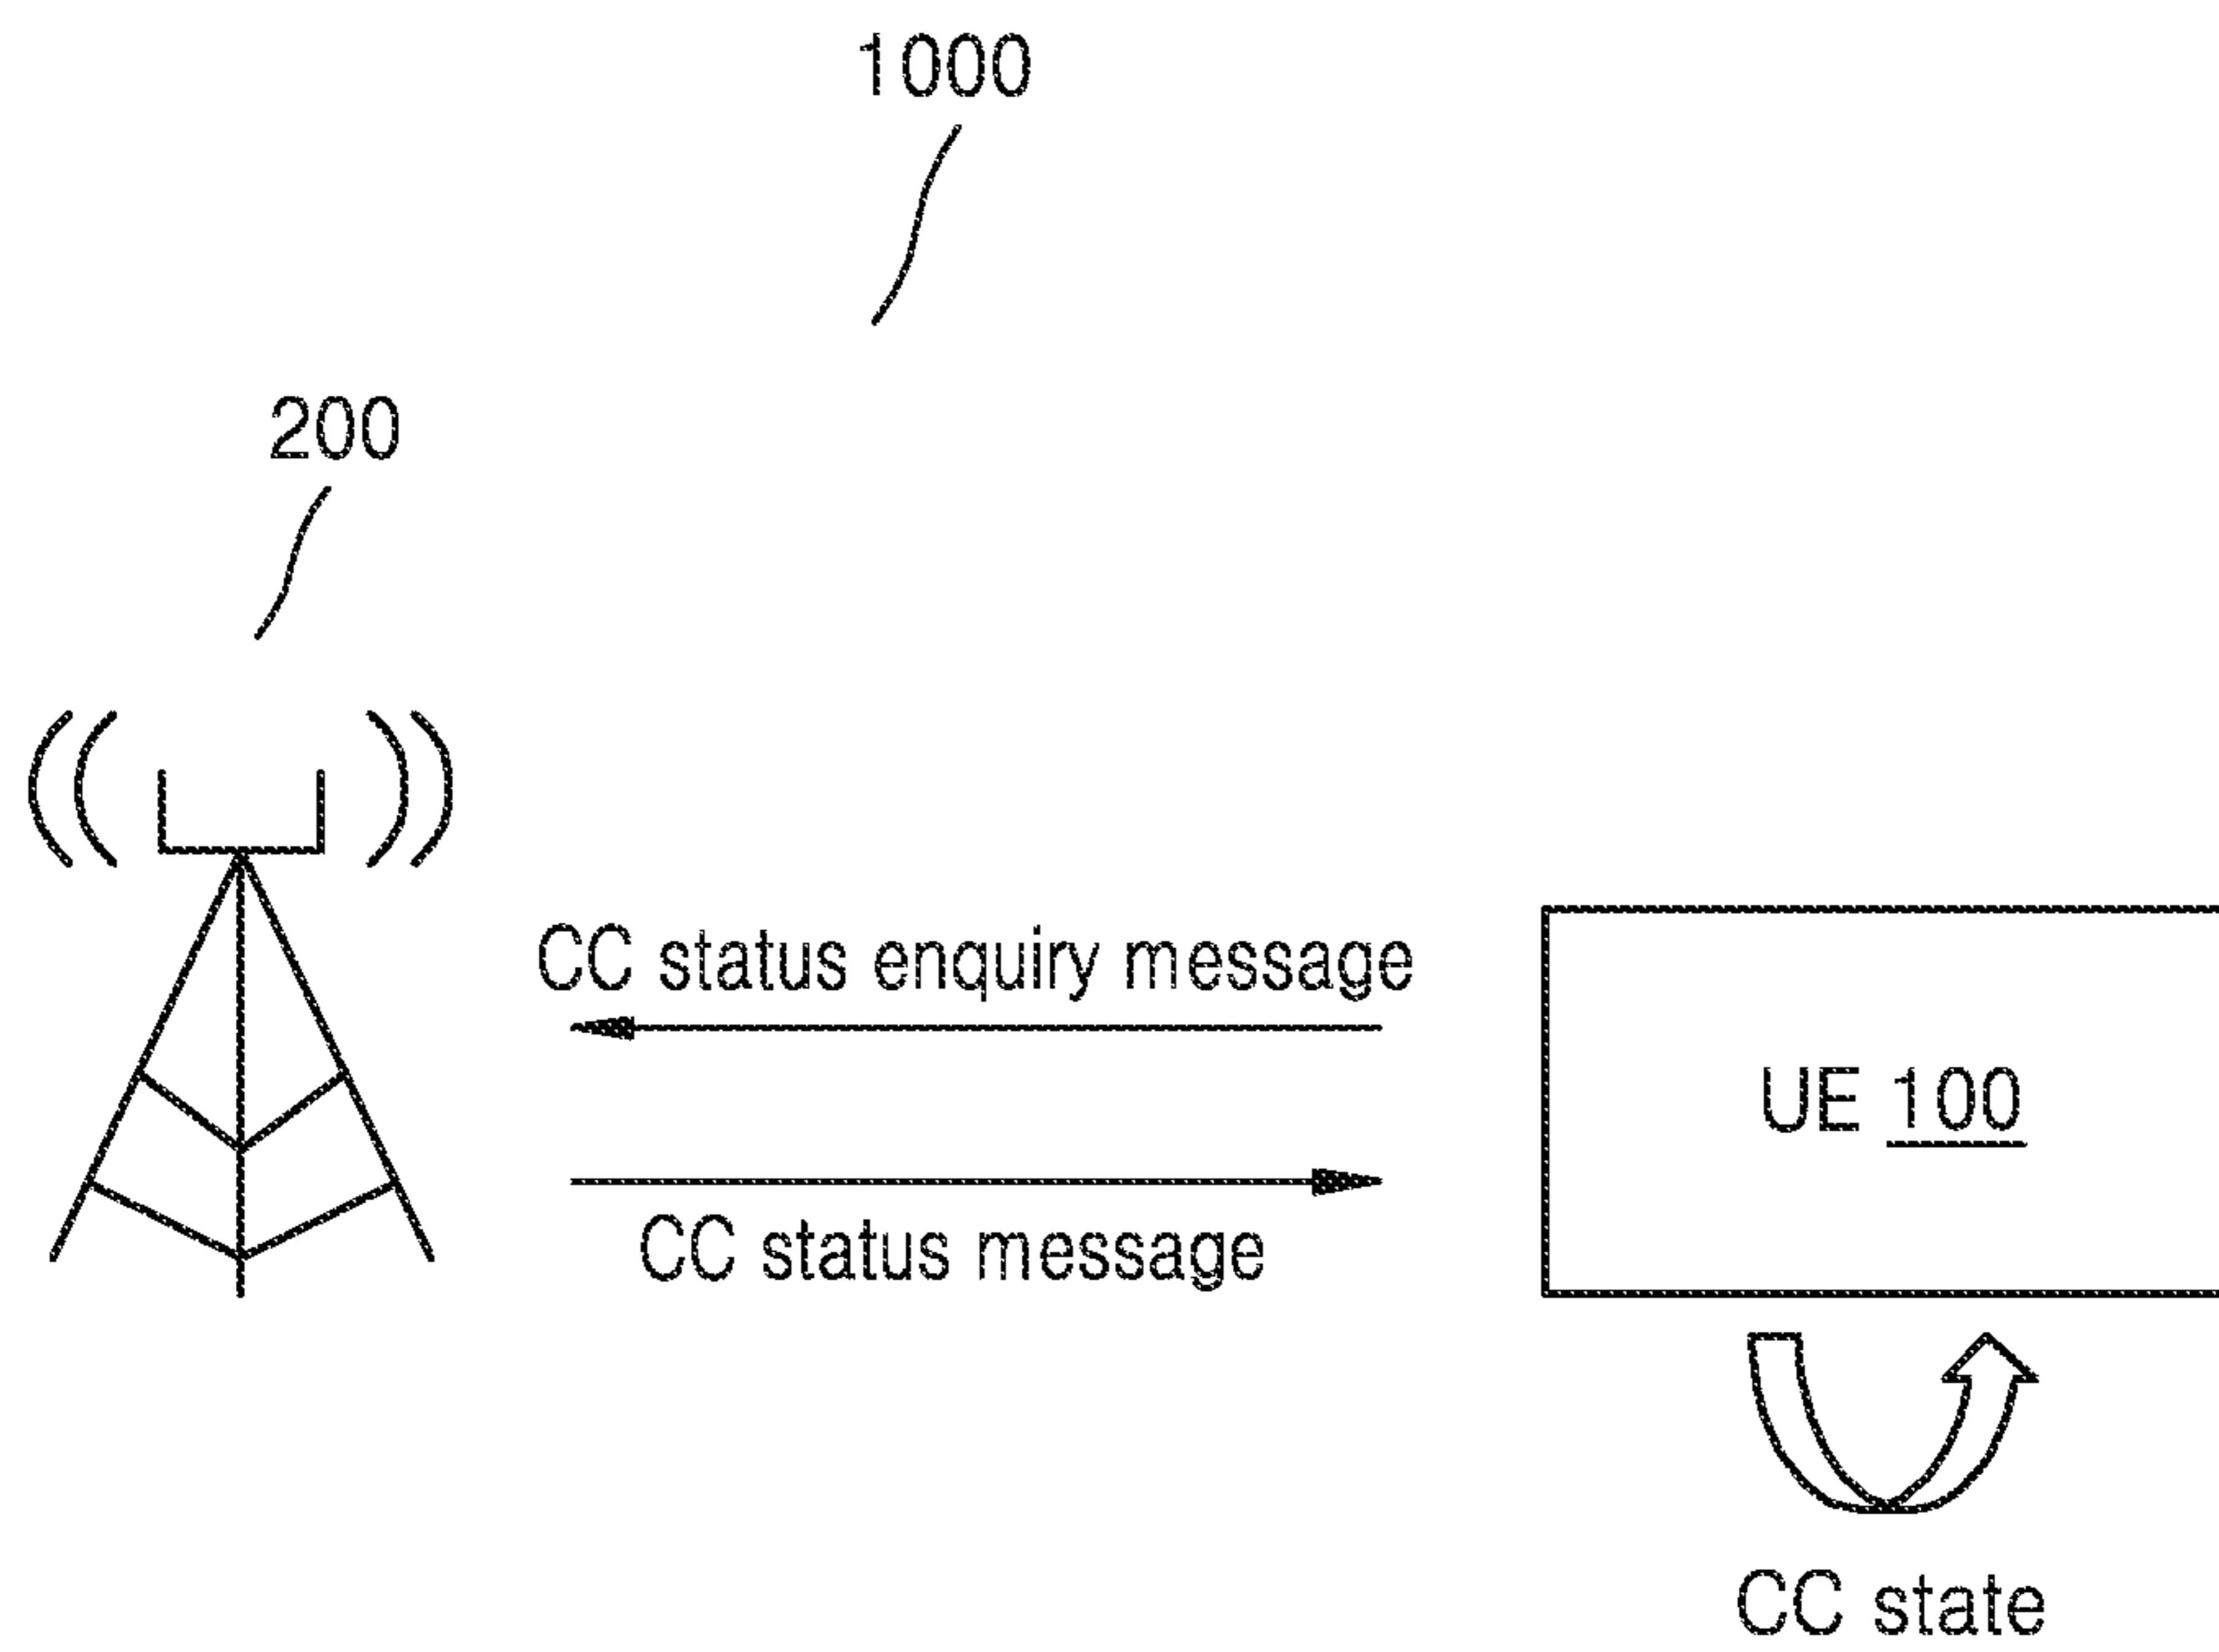 1000
200
CC status enquiry message
UE 100
CC status message
CC state